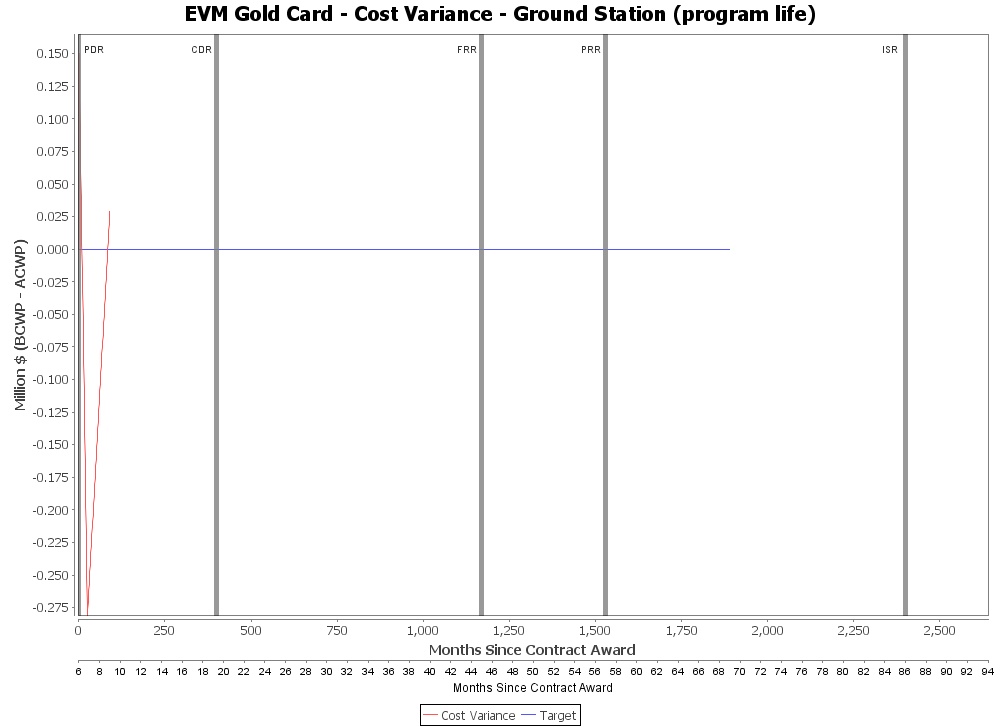 EVM Gold Card - Cost Variance - Ground Station (program life)
PDR CDR FRR PRR ISR
0.150
0.125
0.100
0.075
0.050
0.025
0.000
-0.025
-0.050
-0.075
-0.100
-0.125
-0.150
-0.175
-0.200
-0.225
-0.250
-0.275
Million $ (BCWP - ACWP)
0 250 500 750 1,000 1,250 1,500 1,750 2,000 2,250 2,500
Months Since Contract Award
6 8 10 12 14 16 18 20 22 24 26 28 30 32 34 36 38 40 42 44 46 48 50 52 54 56 58 60 62 64 66 68 70 72 74 76 78 80 82 84 86 88 90 92 94
Months Since Contract Award
Cost Variance Target